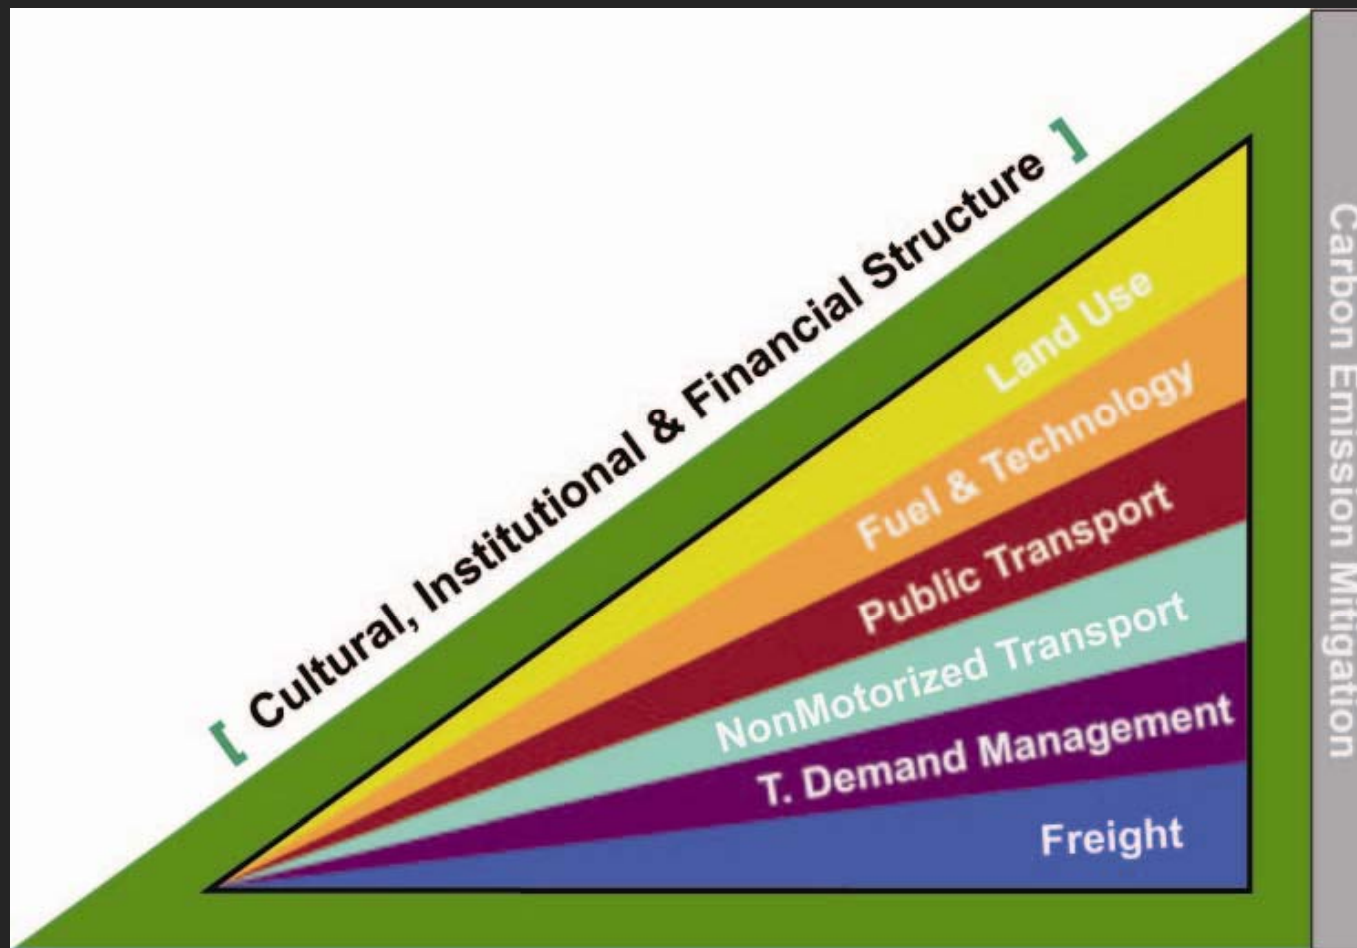 [ Cultural, Institutional & Financial Structure ]
Land Use
Fuel & Technology
Public Transport
NonMotorized Transport
T. Demand Management
Freight
Carbon Emission Mitigation